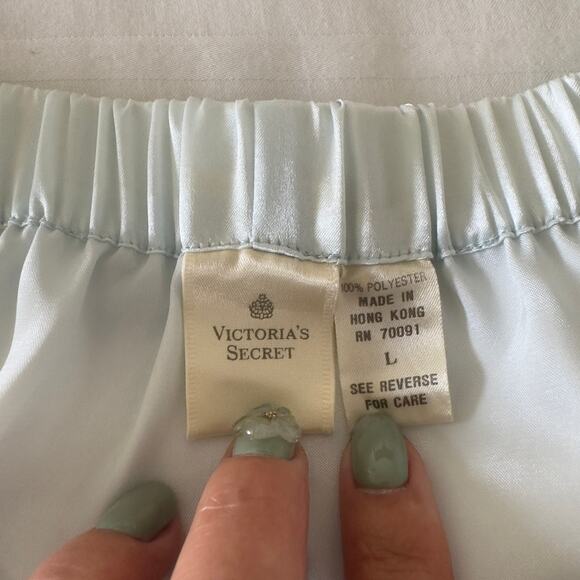 VICTORIA'S
SECRET
100% POLYESTER
MADE IN
HONG KONG
RN 70091
L
SEE REVERSE
FOR CARE